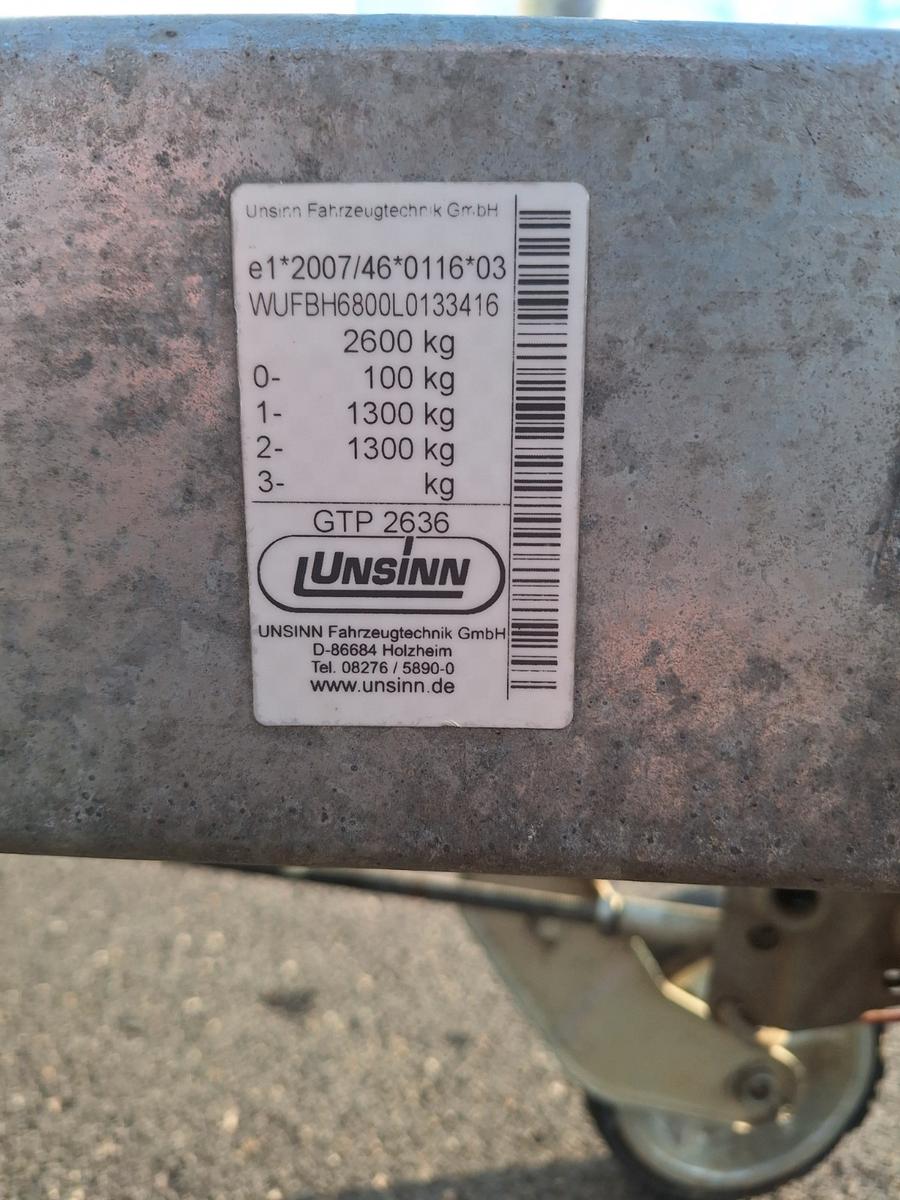 Unsinn Fahrzeugtechnik GmbH
e1*2007/46*0116*03
WUFBH6800L0133416
2600 kg
0- 100 kg
1- 1300 kg
2- 1300 kg
3- kg
GTP 2636
UNSINN
UNSINN Fahrzeugtechnik GmbH
D-86684 Holzheim
Tel. 08276 / 5890-0
www.unsinn.de